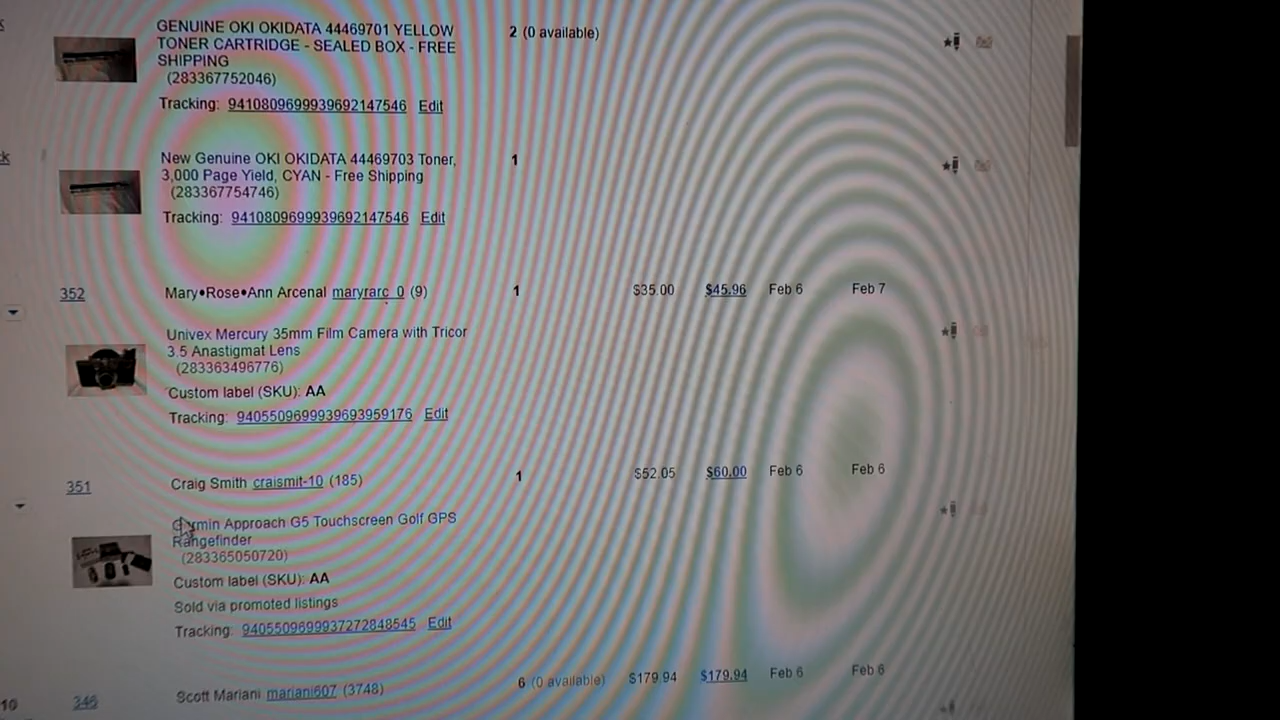 GENUINE OKI OKIDATA 44469701 YELLOW
TONER CARTRIDGE - SEALED BOX - FREE
SHIPPING
(283367752046)
2 (0 available)
Tracking: 9410809699939692147546 Edit
New Genuine OKI OKIDATA 44469703 Toner,
3,000 Page Yield, CYAN - Free Shipping
(283367754746)
1
Tracking: 9410809699939692147546 Edit
352 Mary•Rose•Ann Arcenal maryrarc_0 (9) 1 $35.00 $45.96 Feb 6 Feb 7
Univex Mercury 35mm Film Camera with Tricor
3.5 Anastigmat Lens
(283363496776)
Custom label (SKU): AA
Tracking: 9405509699939693959176 Edit
351 Craig Smith craismit-10 (185) 1 $52.05 $60.00 Feb 6 Feb 6
Garmin Approach G5 Touchscreen Golf GPS
Rangefinder
(283365050720)
Custom label (SKU): AA
Sold via promoted listings
Tracking: 9405509699937272848545 Edit
10 346 Scott Mariani mariani607 (3748) 6 (0 available) $179.94 $179.94 Feb 6 Feb 6